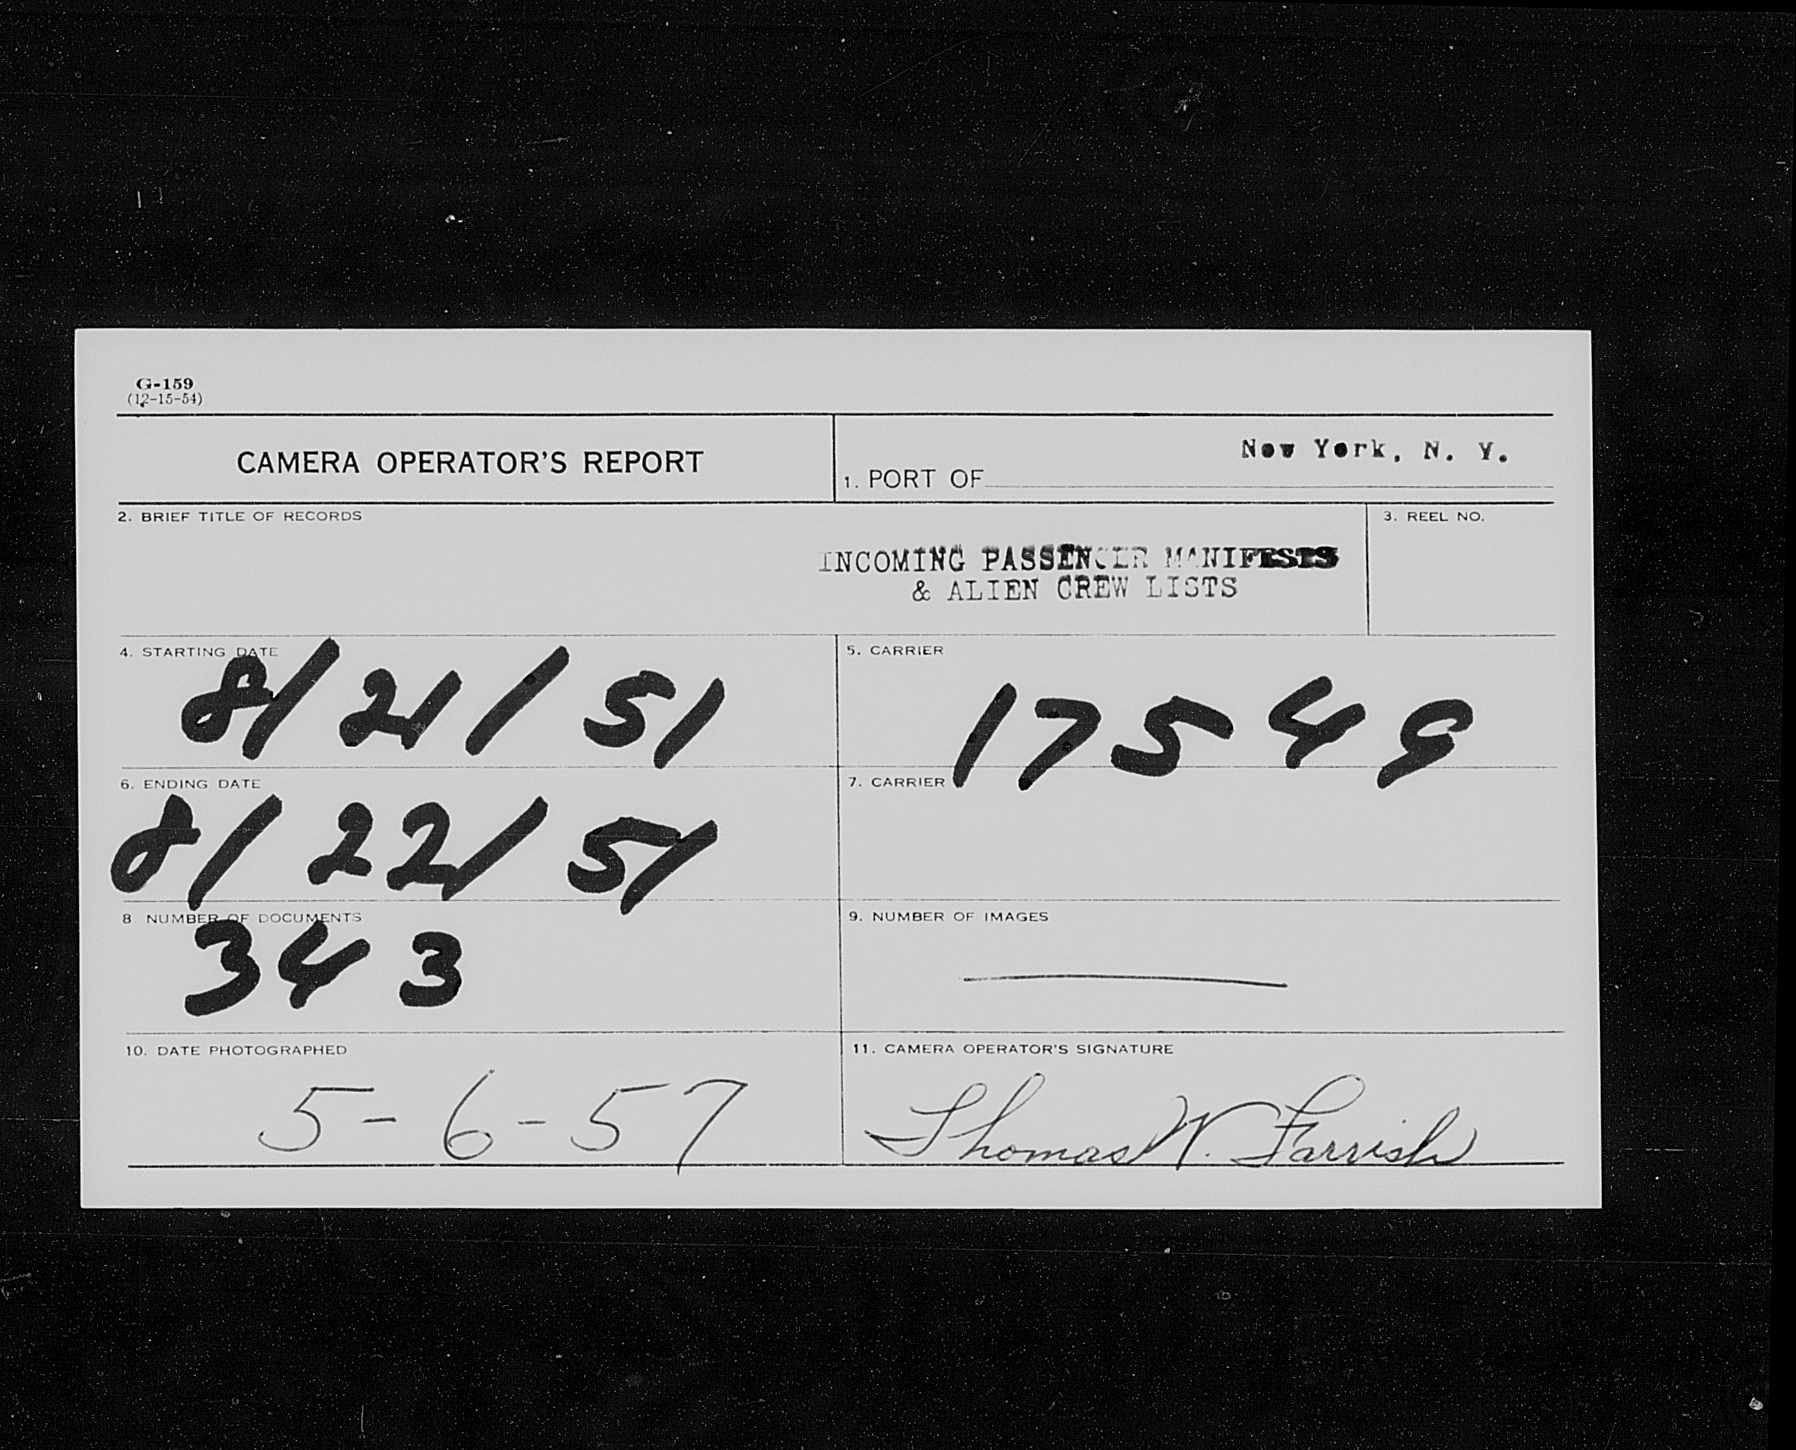 G-159
(12-15-54)
CAMERA OPERATOR'S REPORT
1. PORT OF New York, N. Y.
2. BRIEF TITLE OF RECORDS
3. REEL NO.
INCOMING PASSENGER MANIFESTS
& ALIEN CREW LISTS
4. STARTING DATE
8/21/51
5. CARRIER
17549
6. ENDING DATE
8/22/51
7. CARRIER
8 NUMBER OF DOCUMENTS
343
9. NUMBER OF IMAGES
10. DATE PHOTOGRAPHED
5-6-57
11. CAMERA OPERATOR'S SIGNATURE
Thomas W. Farrish